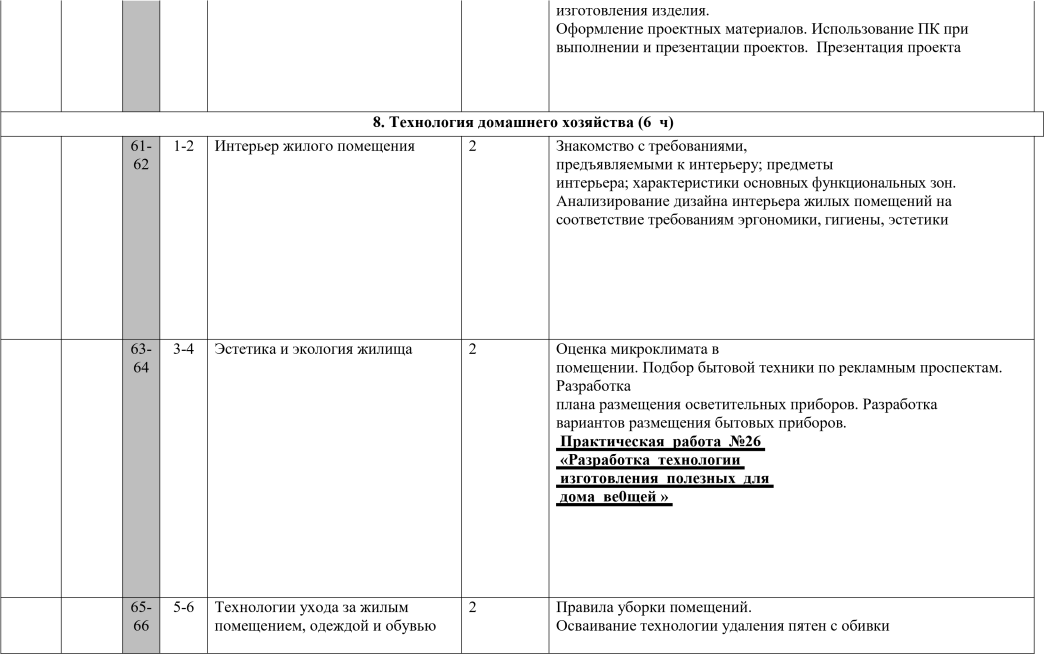 изготовления изделия.
Оформление проектных материалов. Использование ПК при
выполнении и презентации проектов.  Презентация проекта
8. Технология домашнего хозяйства (6  ч)
61-
62
1-2
Интерьер жилого помещения
2
Знакомство с требованиями,
предъявляемыми к интерьеру; предметы
интерьера; характеристики основных функциональных зон.
Анализирование дизайна интерьера жилых помещений на
соответствие требованиям эргономики, гигиены, эстетики
63-
64
3-4
Эстетика и экология жилища
2
Оценка микроклимата в
помещении. Подбор бытовой техники по рекламным проспектам.
Разработка
плана размещения осветительных приборов. Разработка
вариантов размещения бытовых приборов.
Практическая  работа  №26
«Разработка  технологии
изготовления  полезных  для
дома  ве0щей »
65-
66
5-6
Технологии ухода за жилым
помещением, одеждой и обувью
2
Правила уборки помещений.
Осваивание технологии удаления пятен с обивки